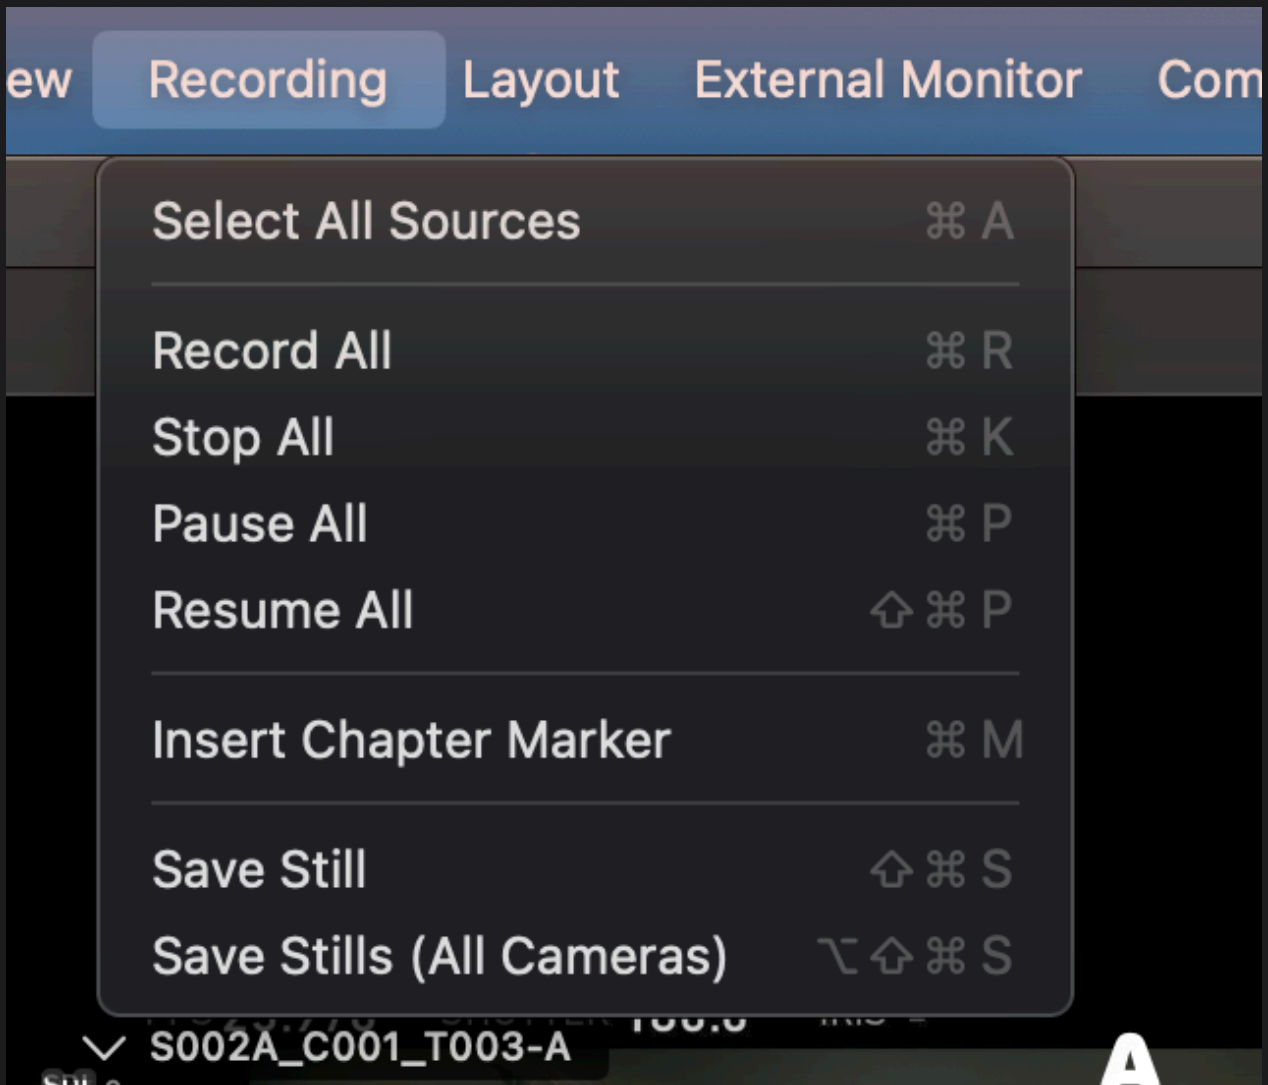 ew Recording Layout External Monitor Com
Select All Sources ⌘ A
Record All ⌘ R
Stop All ⌘ K
Pause All ⌘ P
Resume All ⇧ ⌘ P
Insert Chapter Marker ⌘ M
Save Still ⇧ ⌘ S
Save Stills (All Cameras) ⌥ ⇧ ⌘ S
S002A_C001_T003-A
A